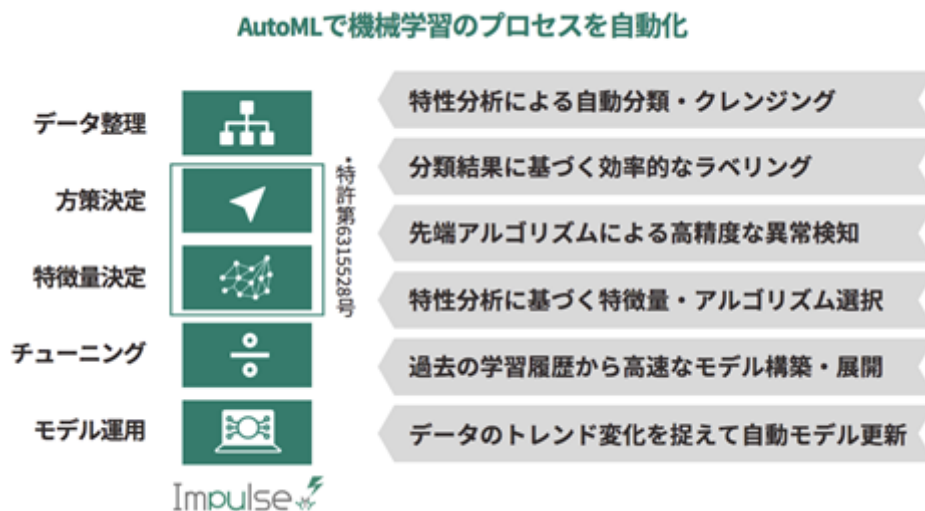 AutoMLで機械学習のプロセスを自動化
データ整理
方策決定
特徴量決定
チューニング
モデル運用
・特許第6315528号
Impulse
特性分析による自動分類・クレンジング
分類結果に基づく効率的なラベリング
先端アルゴリズムによる高精度な異常検知
特性分析に基づく特徴量・アルゴリズム選択
過去の学習履歴から高速なモデル構築・展開
データのトレンド変化を捉えて自動モデル更新